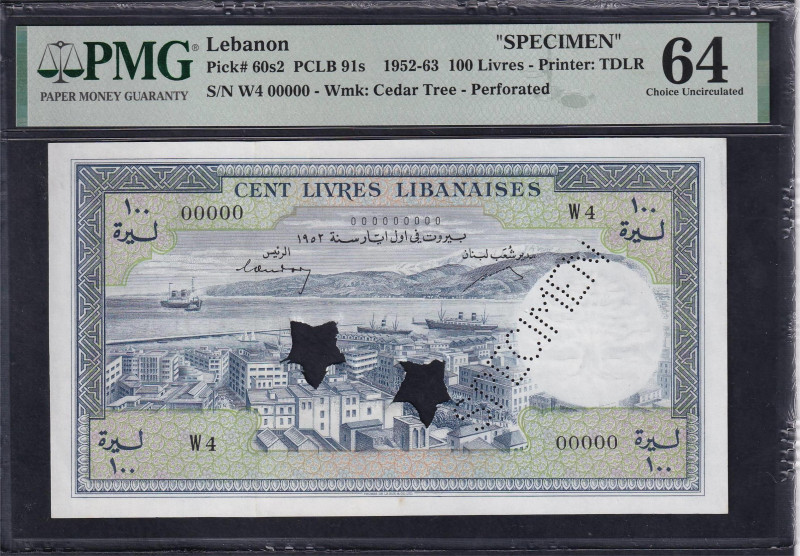 PMG
PAPER MONEY GUARANTY
Lebanon "SPECIMEN"
Pick# 60s2 PCLB 91s 1952-63 100 Livres - Printer: TDLR
S/N W4 00000 - Wmk: Cedar Tree - Perforated
64
Choice Uncirculated
CENT LIVRES LIBANAISES
١٠٠ ١٠٠
ليرة 00000 W4 ليرة
000000000
بيروت في اول ايار سنة ١٩٥٢
الرئيس
SPECIMEN
ليرة W4 00000 ليرة
١٠٠ ١٠٠